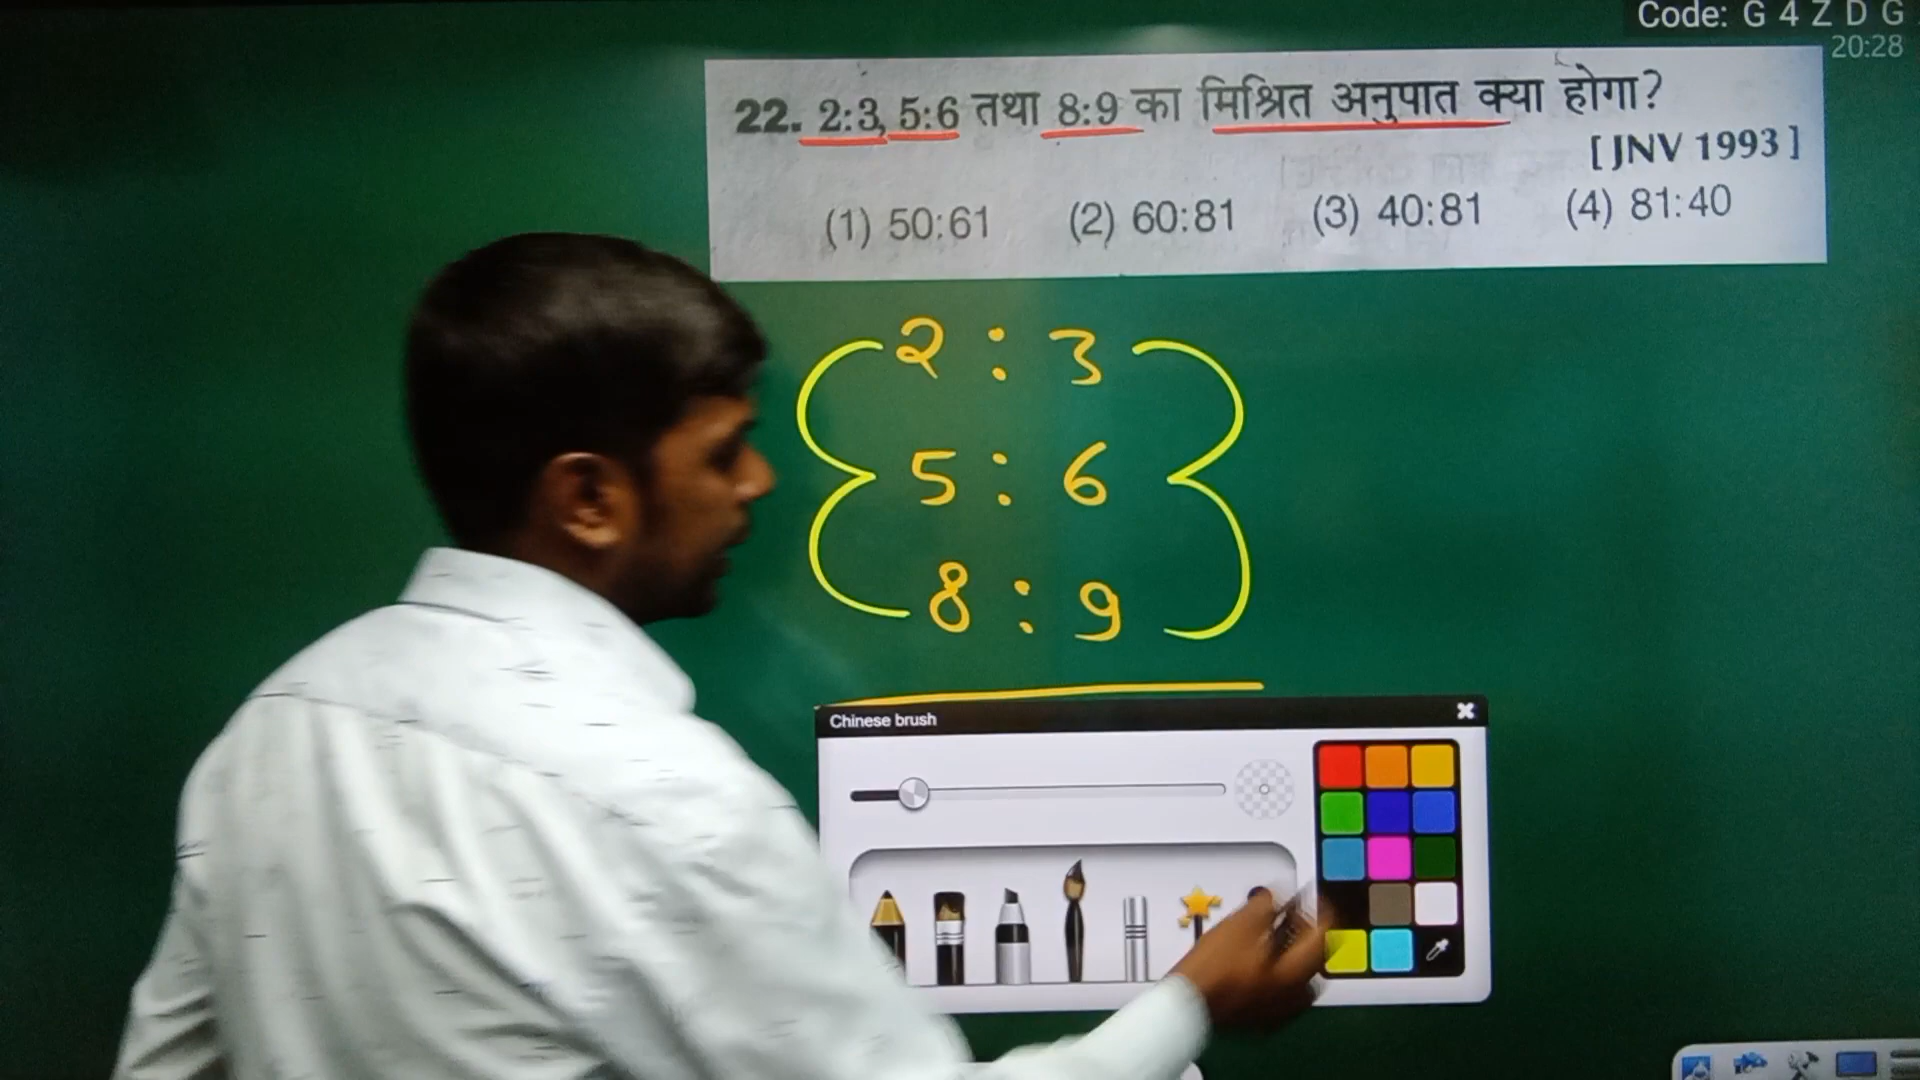 Code: G 4 Z D G
20:28
22. 2:3, 5:6 तथा 8:9 का मिश्रित अनुपात क्या होगा?
[JNV 1993]
(1) 50:61 (2) 60:81 (3) 40:81 (4) 81:40
2 : 3
5 : 6
8 : 9
Chinese brush